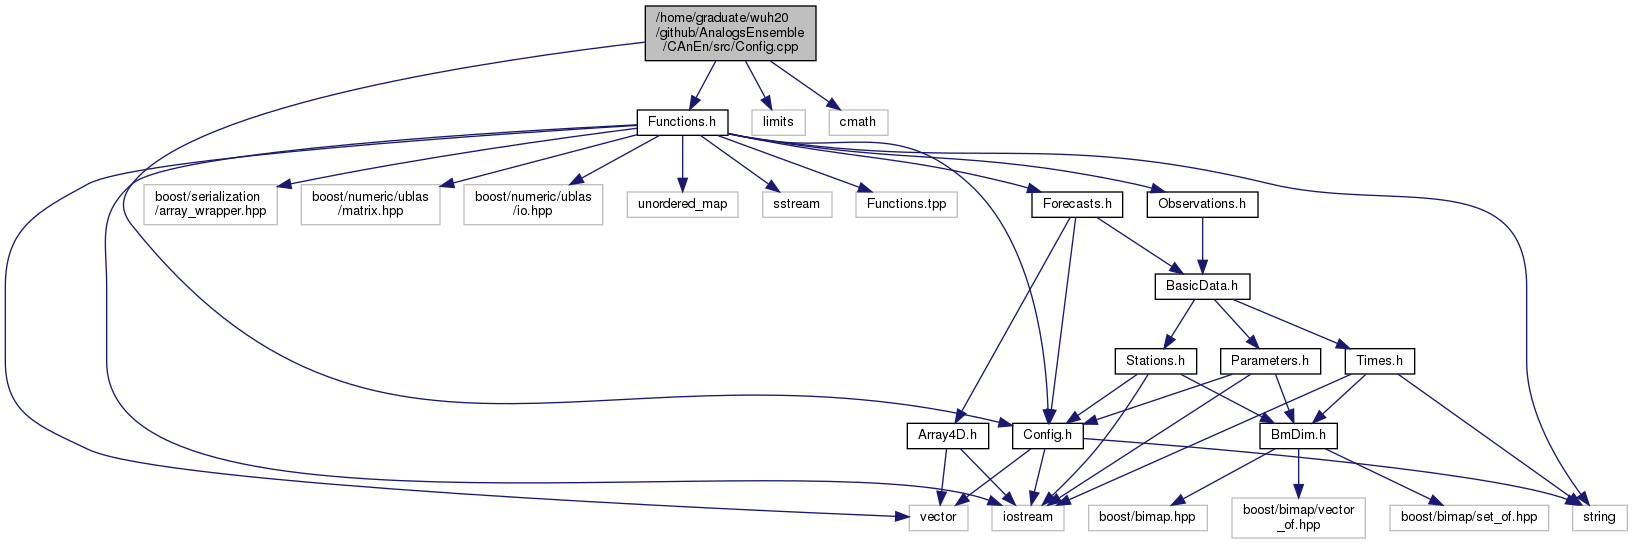 /home/graduate/wuh20
/github/AnalogsEnsemble
/CAnEn/src/Config.cpp
Functions.h
limits
cmath
boost/serialization
/array_wrapper.hpp
boost/numeric/ublas
/matrix.hpp
boost/numeric/ublas
/io.hpp
unordered_map
sstream
Functions.tpp
Forecasts.h
Observations.h
BasicData.h
Stations.h
Parameters.h
Times.h
Array4D.h
Config.h
BmDim.h
vector
iostream
boost/bimap.hpp
boost/bimap/vector
_of.hpp
boost/bimap/set_of.hpp
string